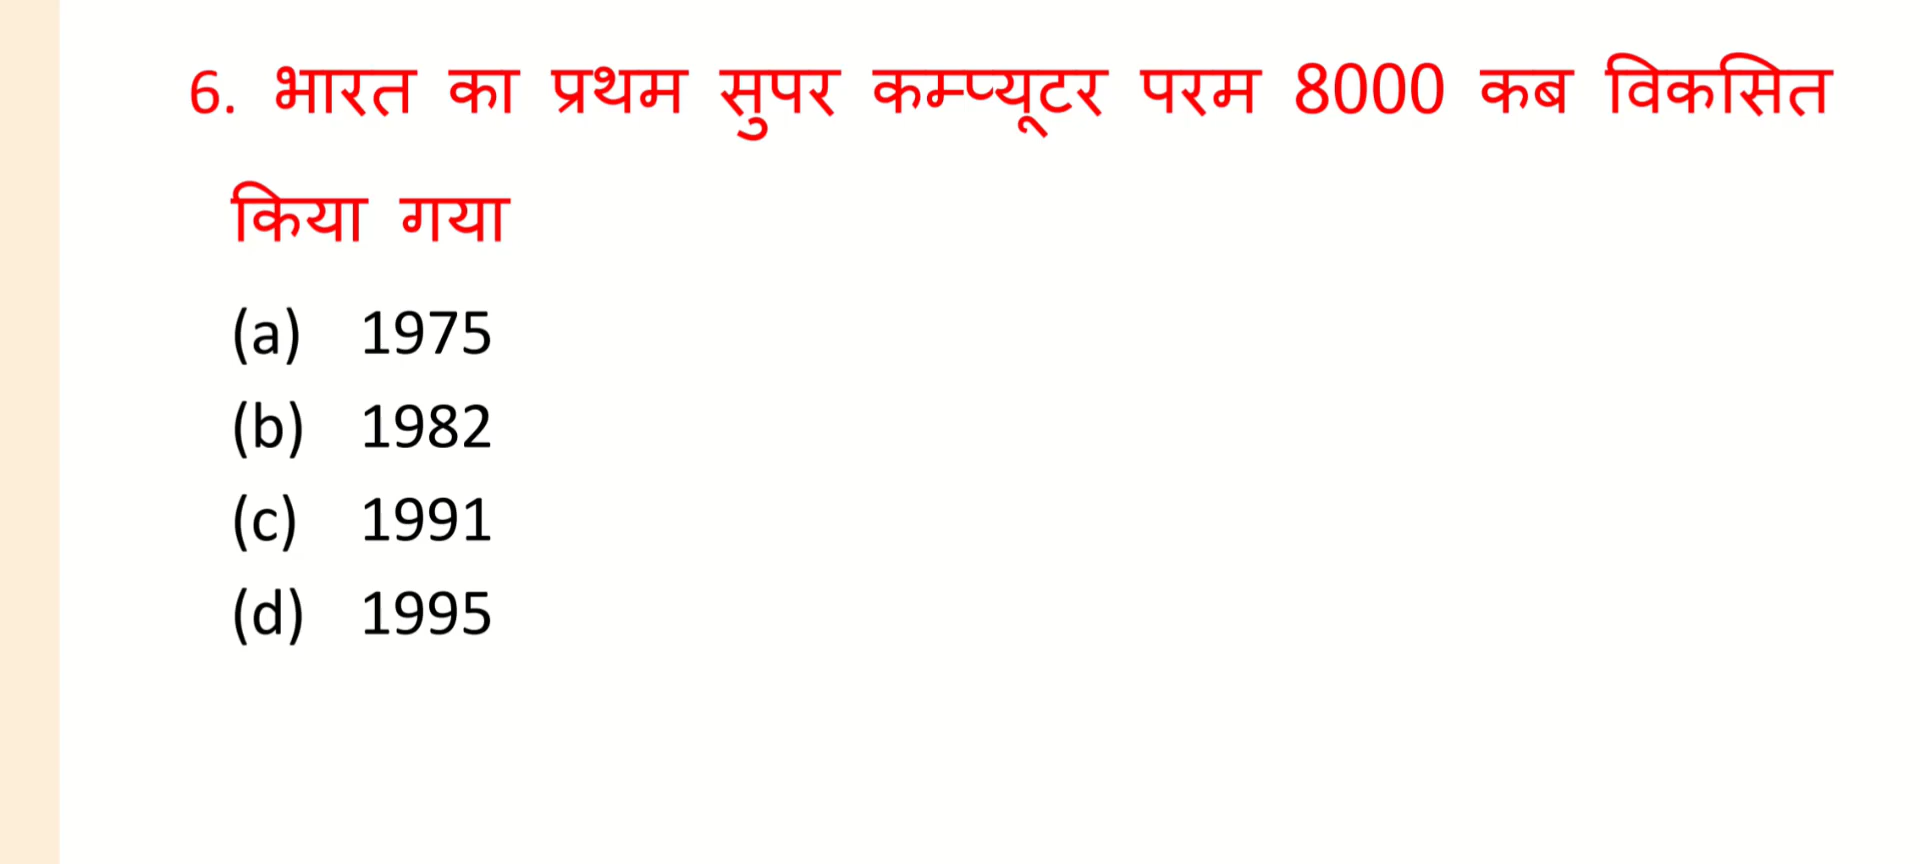 6. भारत का प्रथम सुपर कम्प्यूटर परम 8000 कब विकसित
किया गया
(a) 1975
(b) 1982
(c) 1991
(d) 1995